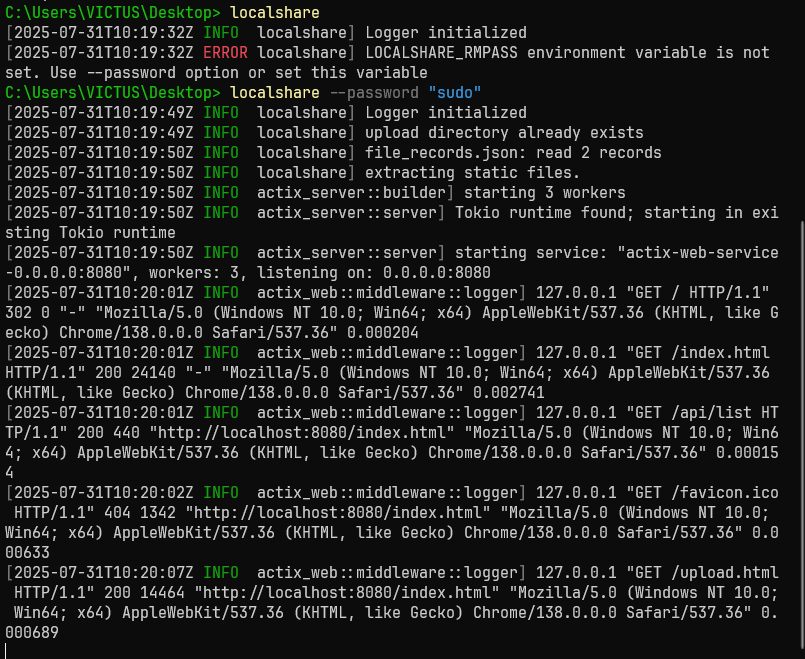 C:\Users\VICTUS\Desktop> localshare
[2025-07-31T10:19:32Z INFO  localshare] Logger initialized
[2025-07-31T10:19:32Z ERROR localshare] LOCALSHARE_RMPASS environment variable is not
set. Use --password option or set this variable
C:\Users\VICTUS\Desktop> localshare --password "sudo"
[2025-07-31T10:19:49Z INFO  localshare] Logger initialized
[2025-07-31T10:19:49Z INFO  localshare] upload directory already exists
[2025-07-31T10:19:50Z INFO  localshare] file_records.json: read 2 records
[2025-07-31T10:19:50Z INFO  localshare] extracting static files.
[2025-07-31T10:19:50Z INFO  actix_server::builder] starting 3 workers
[2025-07-31T10:19:50Z INFO  actix_server::server] Tokio runtime found; starting in exi
sting Tokio runtime
[2025-07-31T10:19:50Z INFO  actix_server::server] starting service: "actix-web-service
-0.0.0.0:8080", workers: 3, listening on: 0.0.0.0:8080
[2025-07-31T10:20:01Z INFO  actix_web::middleware::logger] 127.0.0.1 "GET / HTTP/1.1"
302 0 "-" "Mozilla/5.0 (Windows NT 10.0; Win64; x64) AppleWebKit/537.36 (KHTML, like G
ecko) Chrome/138.0.0.0 Safari/537.36" 0.000204
[2025-07-31T10:20:01Z INFO  actix_web::middleware::logger] 127.0.0.1 "GET /index.html
HTTP/1.1" 200 24140 "-" "Mozilla/5.0 (Windows NT 10.0; Win64; x64) AppleWebKit/537.36
(KHTML, like Gecko) Chrome/138.0.0.0 Safari/537.36" 0.002741
[2025-07-31T10:20:01Z INFO  actix_web::middleware::logger] 127.0.0.1 "GET /api/list HT
TP/1.1" 200 440 "http://localhost:8080/index.html" "Mozilla/5.0 (Windows NT 10.0; Win6
4; x64) AppleWebKit/537.36 (KHTML, like Gecko) Chrome/138.0.0.0 Safari/537.36" 0.00015
4
[2025-07-31T10:20:02Z INFO  actix_web::middleware::logger] 127.0.0.1 "GET /favicon.ico
 HTTP/1.1" 404 1342 "http://localhost:8080/index.html" "Mozilla/5.0 (Windows NT 10.0;
Win64; x64) AppleWebKit/537.36 (KHTML, like Gecko) Chrome/138.0.0.0 Safari/537.36" 0.0
00633
[2025-07-31T10:20:07Z INFO  actix_web::middleware::logger] 127.0.0.1 "GET /upload.html
 HTTP/1.1" 200 14464 "http://localhost:8080/index.html" "Mozilla/5.0 (Windows NT 10.0;
 Win64; x64) AppleWebKit/537.36 (KHTML, like Gecko) Chrome/138.0.0.0 Safari/537.36" 0.
000689